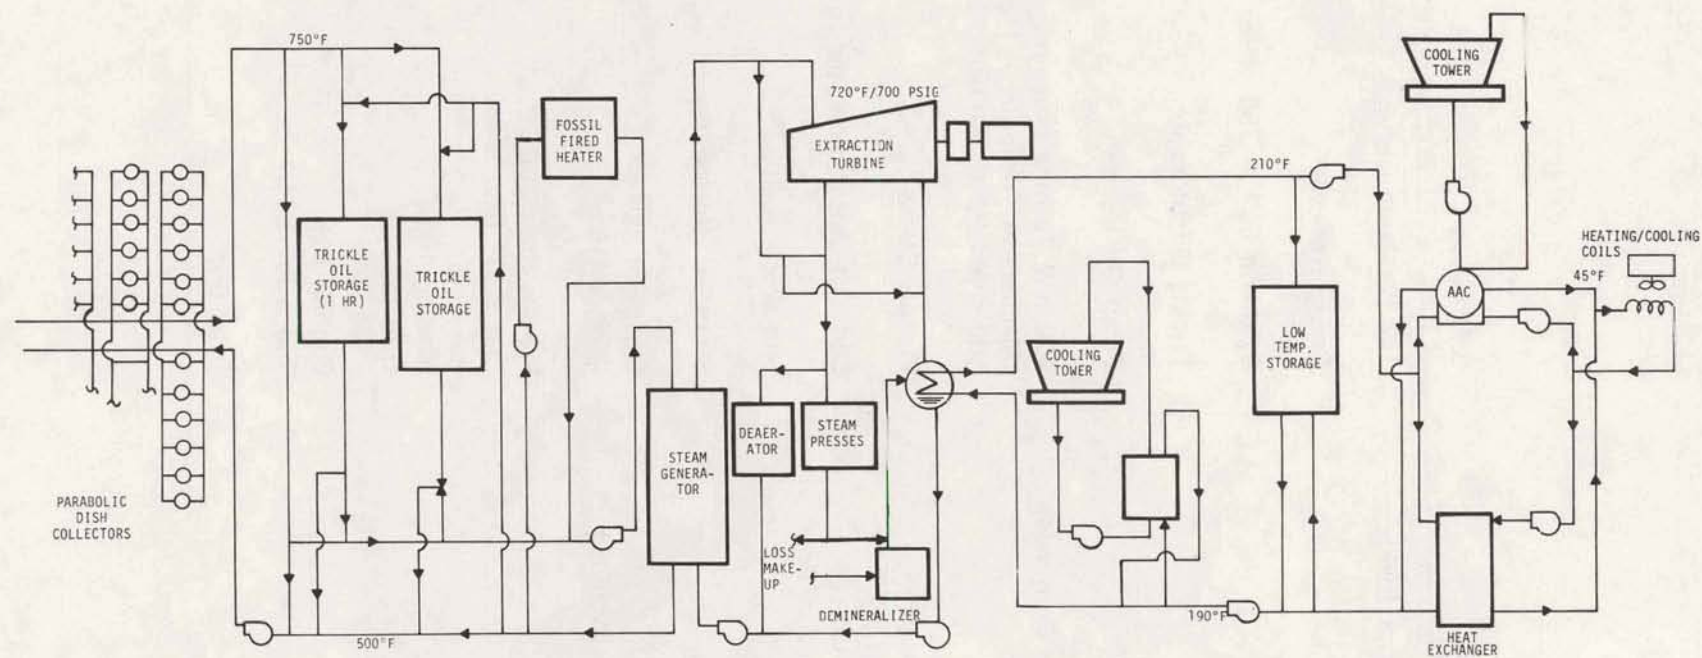 750°F
COOLING
TOWER
720°F/700 PSIG
FOSSIL
FIRED
HEATER
EXTRACTION
TURBINE
210°F
TRICKLE
OIL
STORAGE
(1 HR)
TRICKLE
OIL
STORAGE
HEATING/COOLING
COILS
45°F
AAC
LOW
TEMP.
STORAGE
COOLING
TOWER
DEAER-
ATOR
STEAM
PRESSES
STEAM
GENERA-
TOR
PARABOLIC
DISH
COLLECTORS
LOSS
MAKE-
UP
DEMINERALIZER
190°F
500°F
HEAT
EXCHANGER